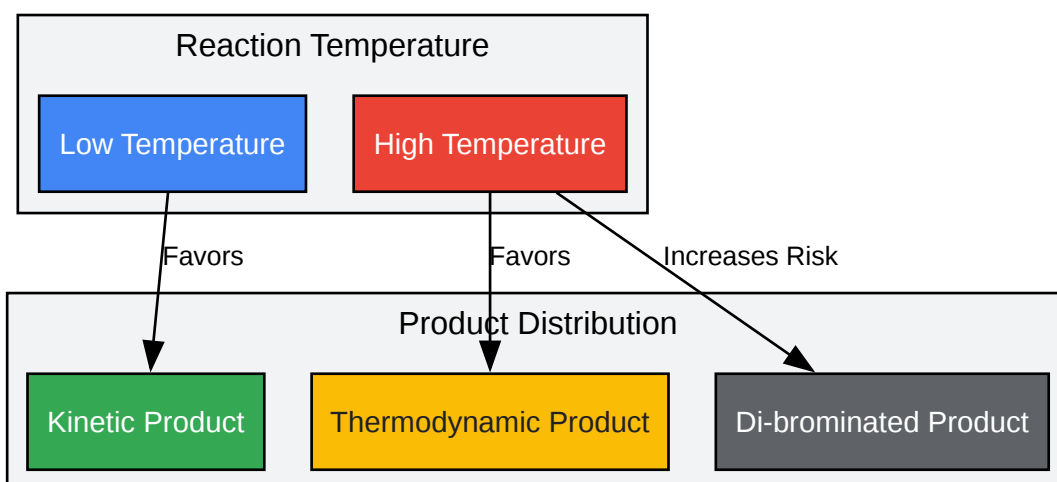 Reaction Temperature
Low Temperature
High Temperature
Favors
Favors
Increases Risk
Product Distribution
Kinetic Product
Thermodynamic Product
Di-brominated Product